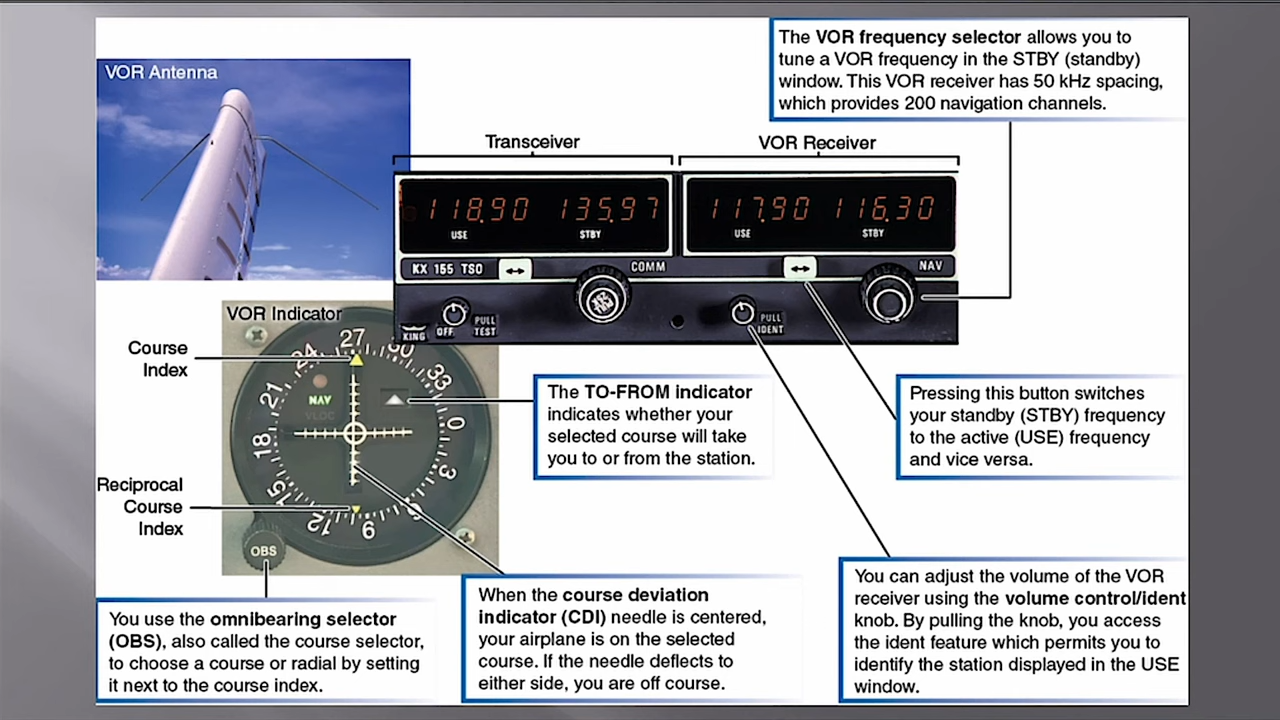 The VOR frequency selector allows you to
tune a VOR frequency in the STBY (standby)
window. This VOR receiver has 50 kHz spacing,
which provides 200 navigation channels.
VOR Antenna
Transceiver
VOR Receiver
118.90 135.97
USE STBY
117.90 116.30
USE STBY
KX 155 TSO
COMM
NAV
KING
OFF
PULL
TEST
PULL
IDENT
VOR Indicator
Course
Index
24 27 30 33 0 3 6 9 12 15 18 21
NAV
VLOC
Reciprocal
Course
Index
OBS
The TO-FROM indicator
indicates whether your
selected course will take
you to or from the station.
Pressing this button switches
your standby (STBY) frequency
to the active (USE) frequency
and vice versa.
You use the omnibearing selector
(OBS), also called the course selector,
to choose a course or radial by setting
it next to the course index.
When the course deviation
indicator (CDI) needle is centered,
your airplane is on the selected
course. If the needle deflects to
either side, you are off course.
You can adjust the volume of the VOR
receiver using the volume control/ident
knob. By pulling the knob, you access
the ident feature which permits you to
identify the station displayed in the USE
window.